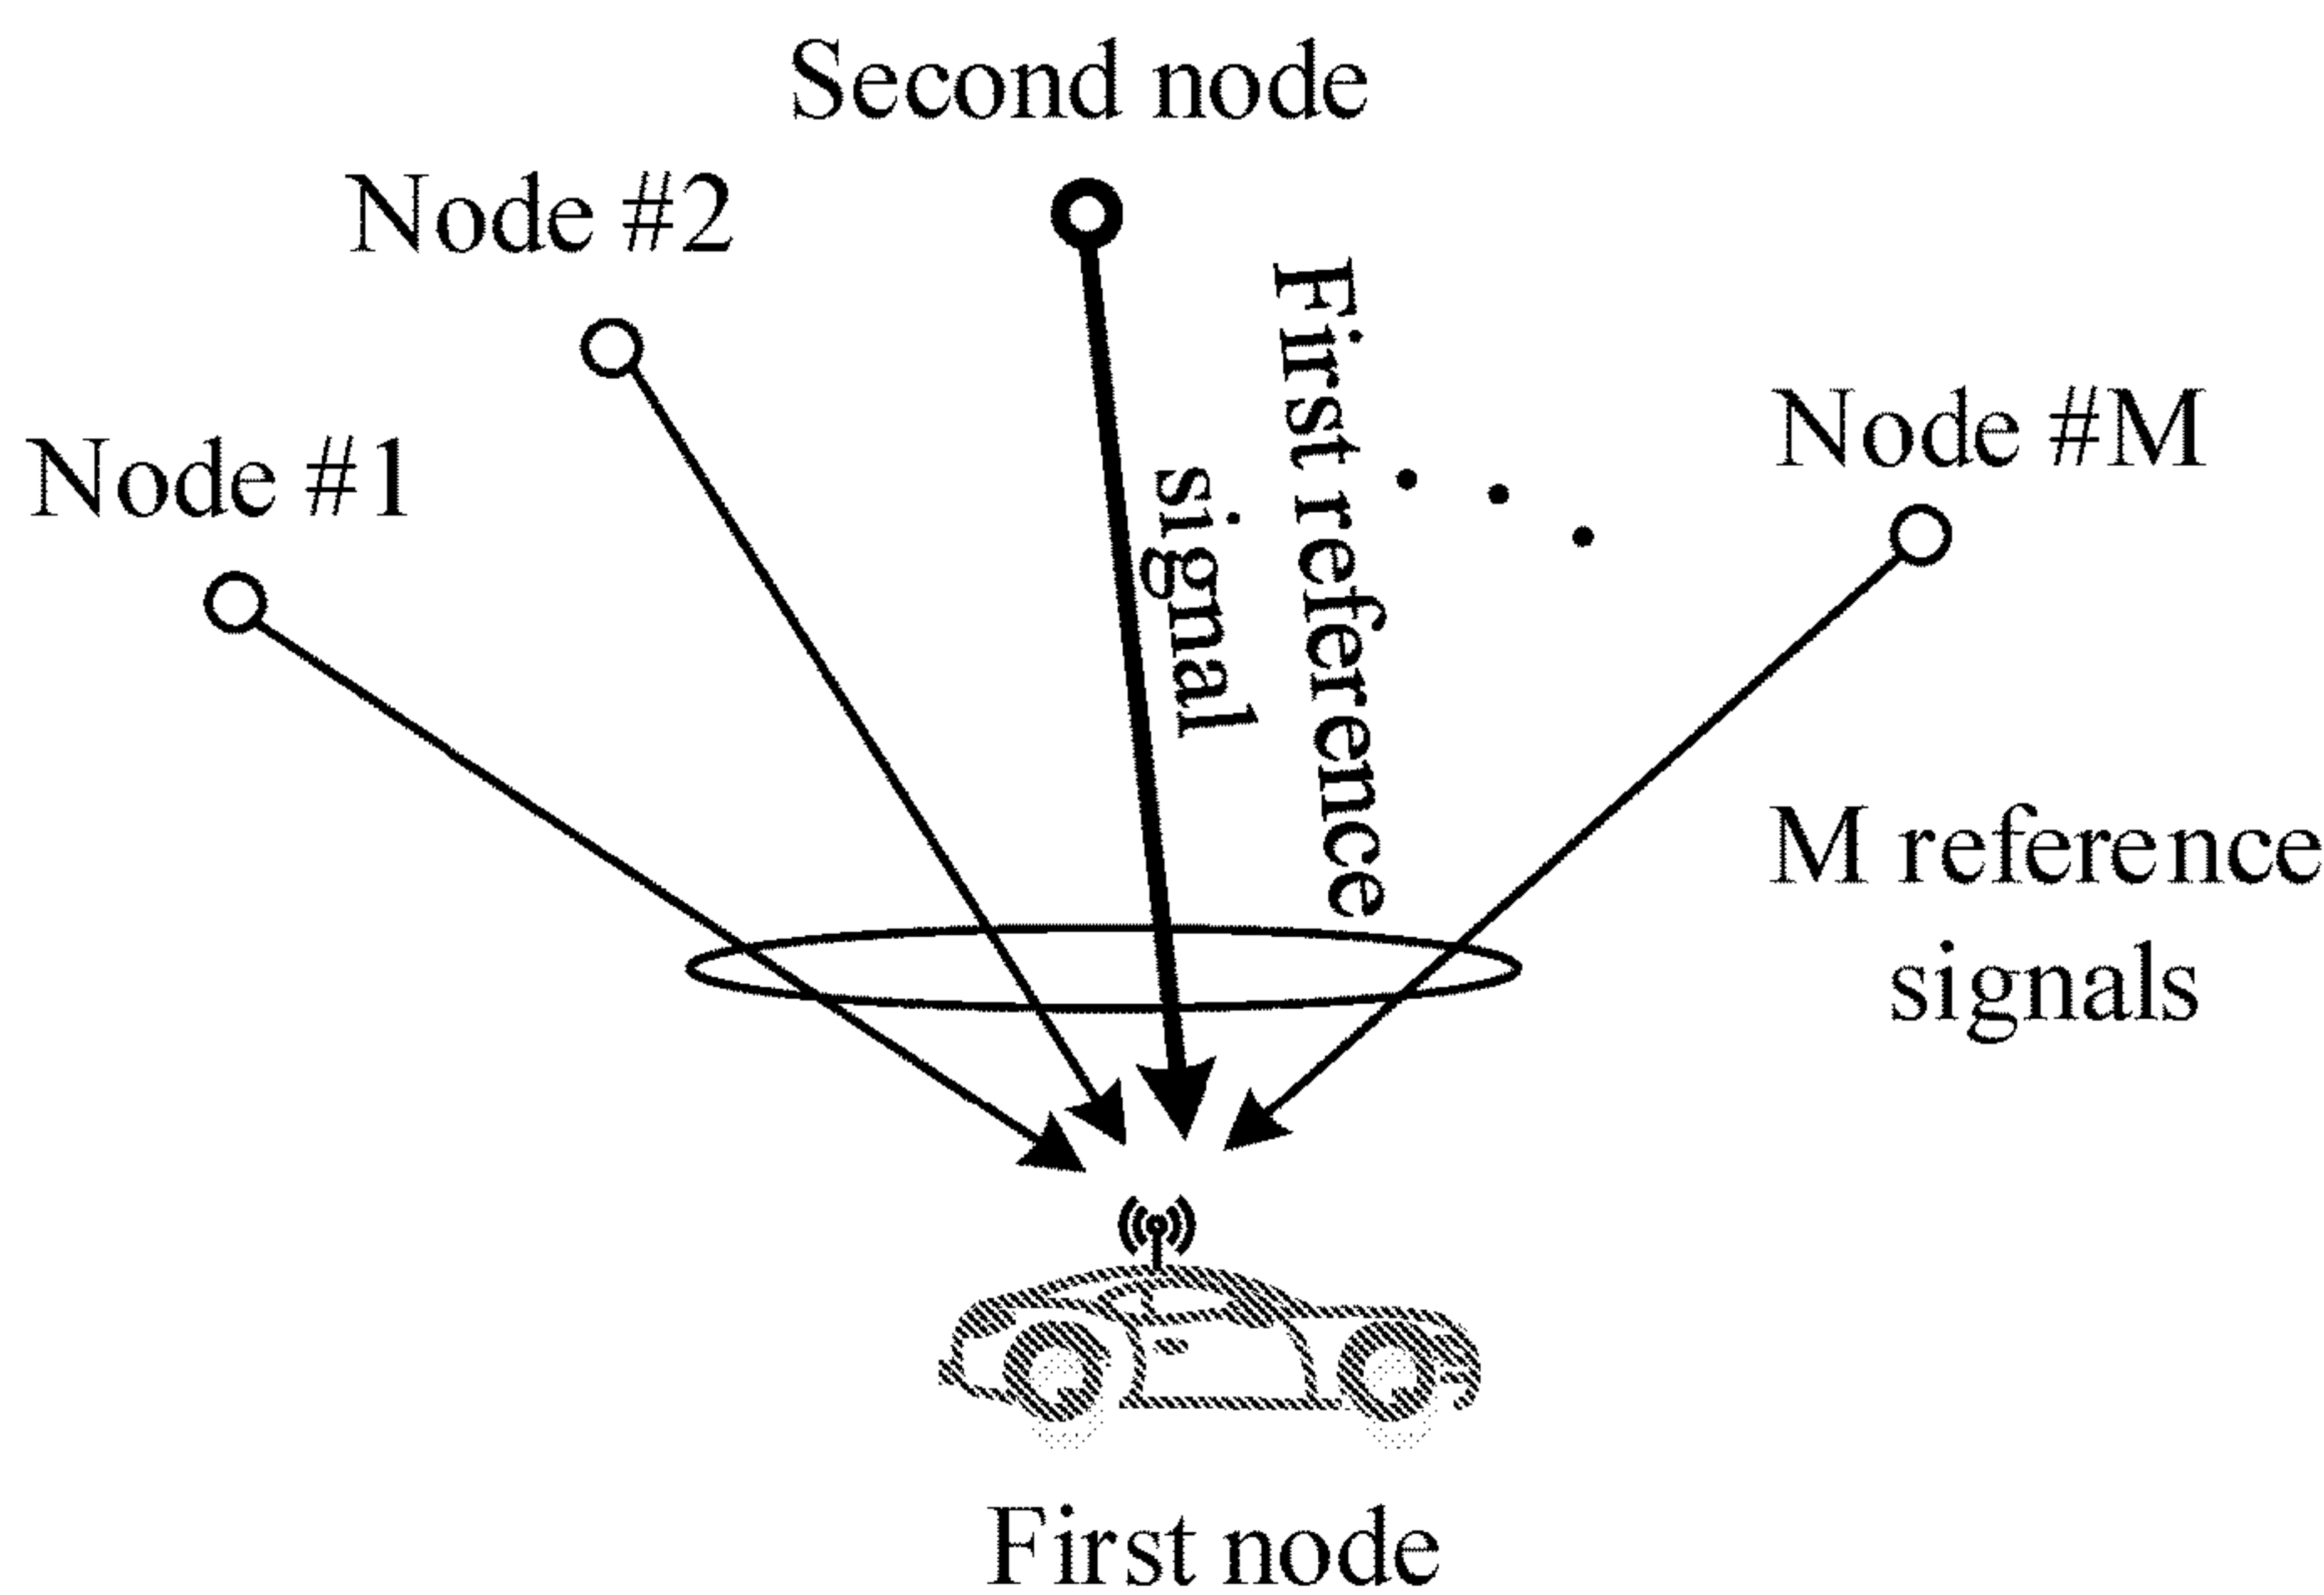 Second node
Node #2
Node #1
First reference
signal
Node #M
M reference
signals
First node